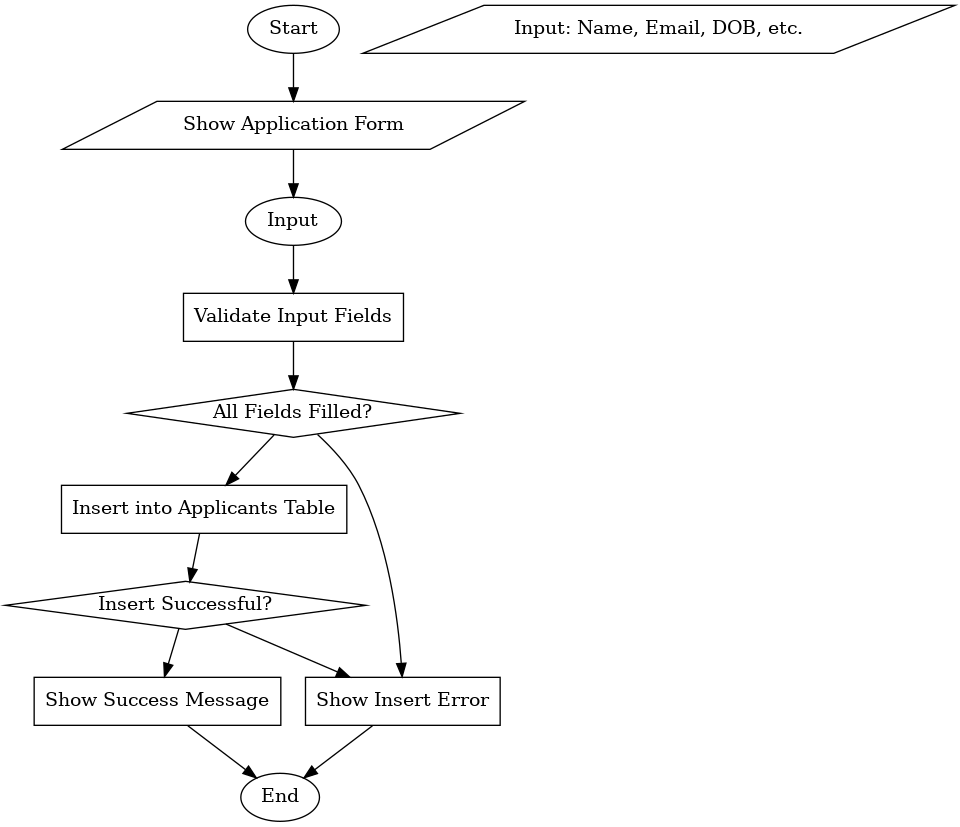 Start
Input: Name, Email, DOB, etc.
Show Application Form
Input
Validate Input Fields
All Fields Filled?
Insert into Applicants Table
Insert Successful?
Show Success Message
Show Insert Error
End